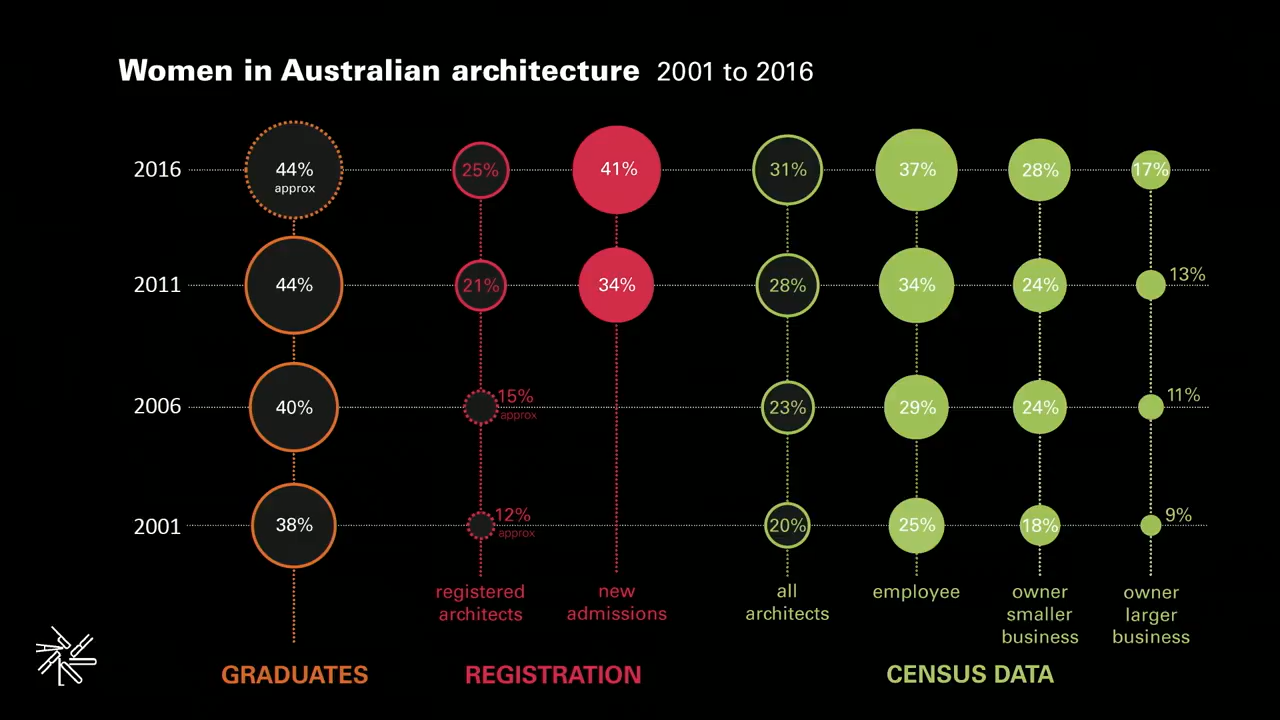 Women in Australian architecture 2001 to 2016
2016
44%
approx
25%
41%
31%
37%
28%
17%
2011
44%
21%
34%
28%
34%
24%
13%
2006
40%
15%
approx
23%
29%
24%
11%
2001
38%
12%
approx
20%
25%
18%
9%
registered
architects
new
admissions
all
architects
employee
owner
smaller
business
owner
larger
business
GRADUATES
REGISTRATION
CENSUS DATA